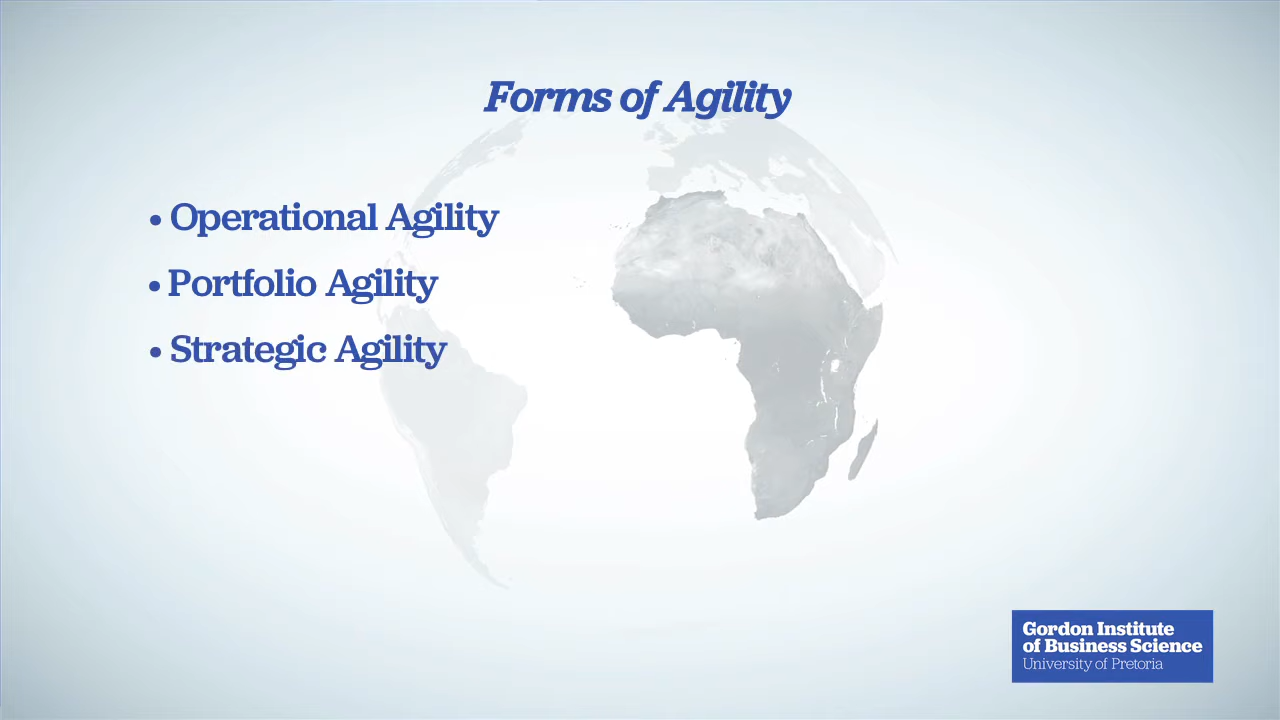 Forms of Agility
• Operational Agility
• Portfolio Agility
• Strategic Agility
Gordon Institute
of Business Science
University of Pretoria